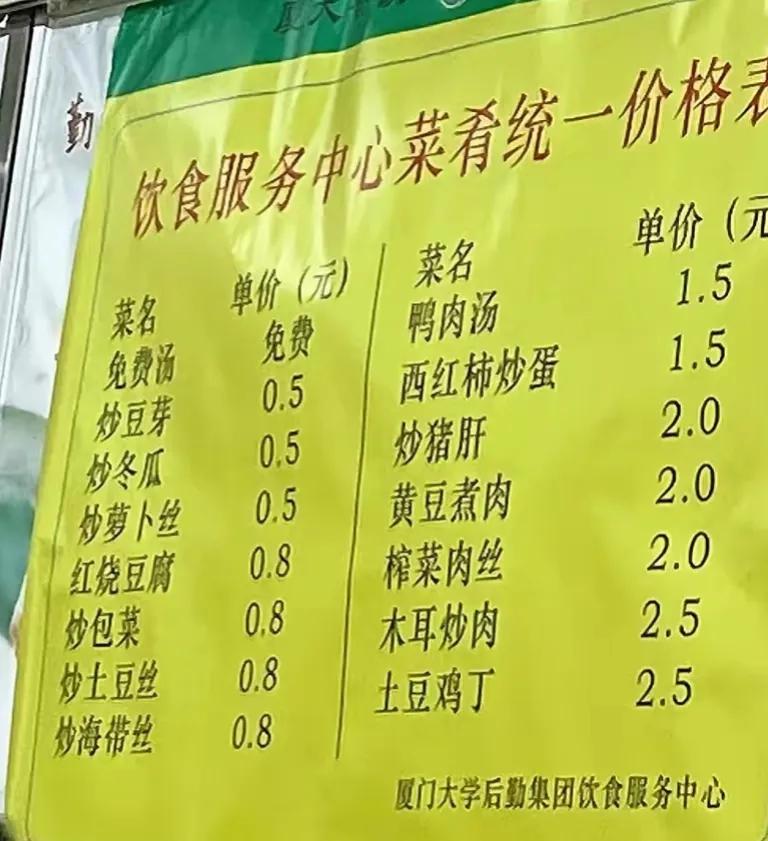 勤
饮食服务中心菜肴统一价格表
菜名 单价（元）
免费汤 免费
炒豆芽 0.5
炒冬瓜 0.5
炒萝卜丝 0.5
红烧豆腐 0.8
炒包菜 0.8
炒土豆丝 0.8
炒海带丝 0.8
菜名 单价（元
鸭肉汤 1.5
西红柿炒蛋 1.5
炒猪肝 2.0
黄豆煮肉 2.0
榨菜肉丝 2.0
木耳炒肉 2.5
土豆鸡丁 2.5
厦门大学后勤集团饮食服务中心